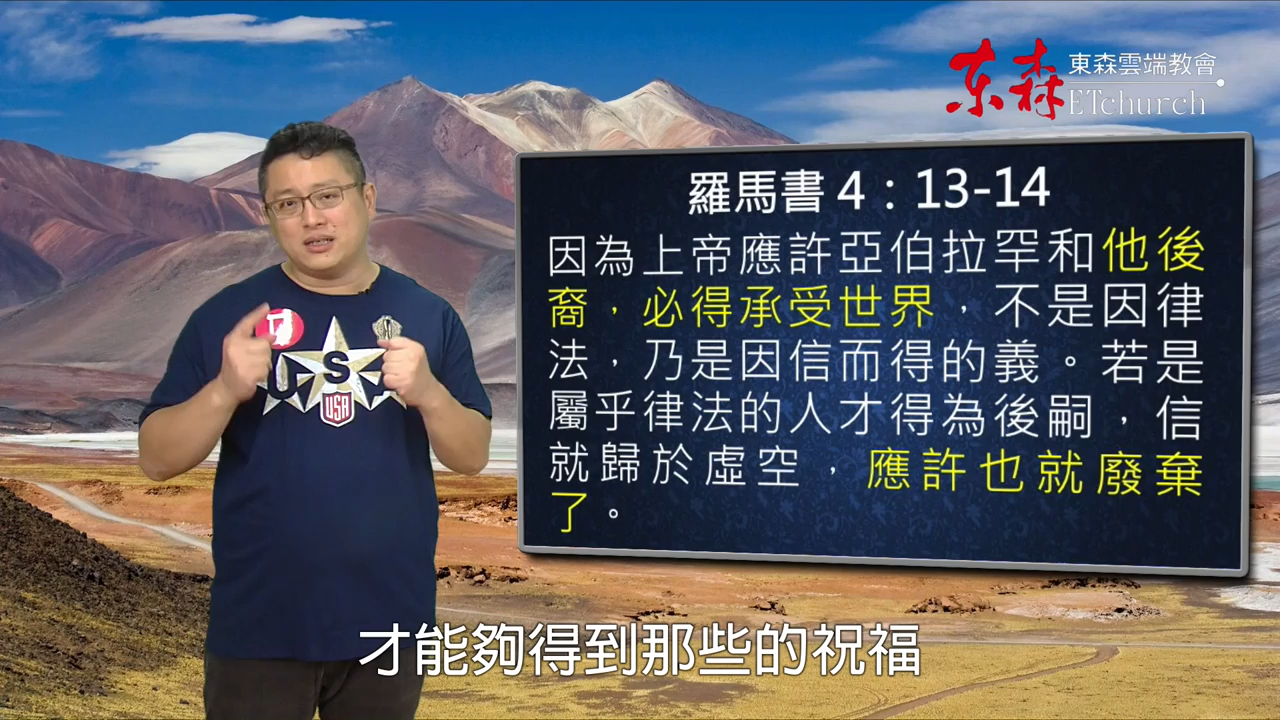 东森
東森雲端教會
ETchurch
羅馬書 4：13-14
因為上帝應許亞伯拉罕和他後
裔，必得承受世界，不是因律
法，乃是因信而得的義。若是
屬乎律法的人才得為後嗣，信
就歸於虛空，應許也就廢棄
了。
USA
USA
才能夠得到那些的祝福